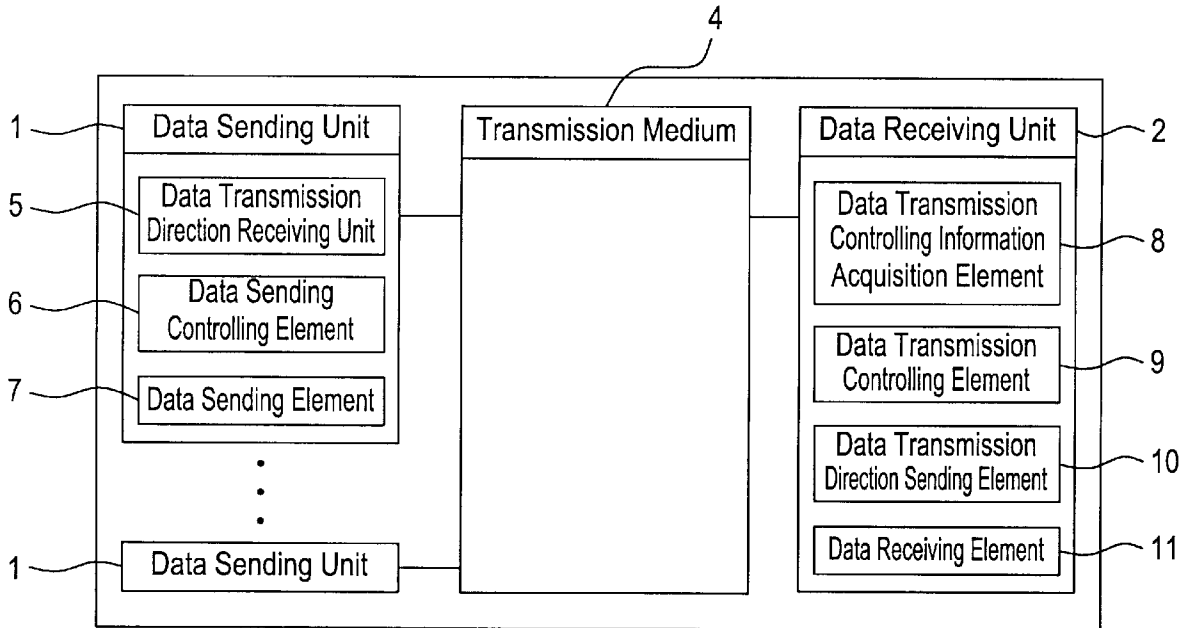 4
1
Data Sending Unit
5
Data Transmission
Direction Receiving Unit
6
Data Sending
Controlling Element
7
Data Sending Element
1
Data Sending Unit
Transmission Medium
Data Receiving Unit
2
Data Transmission
Controlling Information
Acquisition Element
8
Data Transmission
Controlling Element
9
Data Transmission
Direction Sending Element
10
Data Receiving Element
11